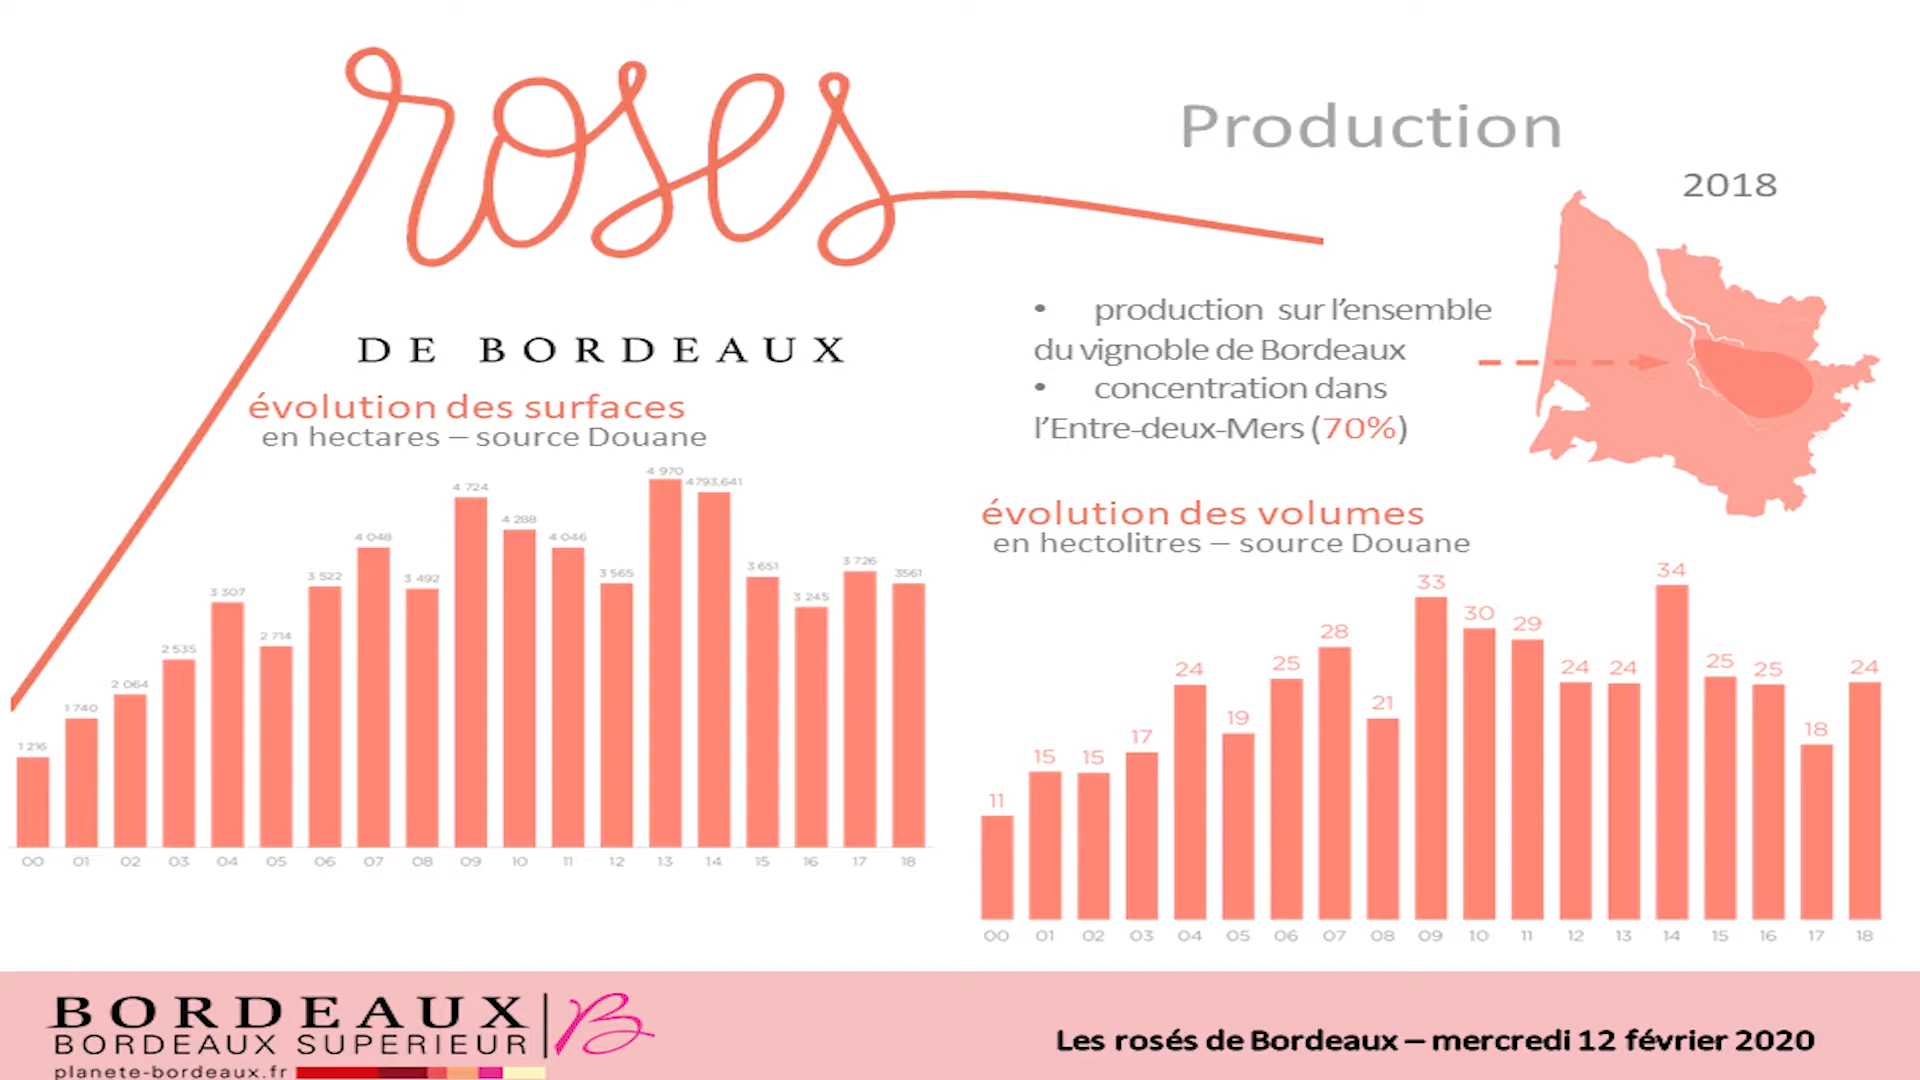 roses
DE BORDEAUX
Production
2018
• production sur l'ensemble
du vignoble de Bordeaux
• concentration dans
l'Entre-deux-Mers (70%)
évolution des surfaces
en hectares – source Douane
1 216 1 740 2 064 2 535 3 307 2 714 3 522 4 048 3 492 4 724 4 288 4 046 3 565 4 970 4793,641 3 651 3 245 3 726 3561
00 01 02 03 04 05 06 07 08 09 10 11 12 13 14 15 16 17 18
évolution des volumes
en hectolitres – source Douane
11 15 15 17 24 19 25 28 21 33 30 29 24 24 34 25 25 18 24
00 01 02 03 04 05 06 07 08 09 10 11 12 13 14 15 16 17 18
BORDEAUX B
BORDEAUX SUPERIEUR
planete-bordeaux.fr
Les rosés de Bordeaux – mercredi 12 février 2020